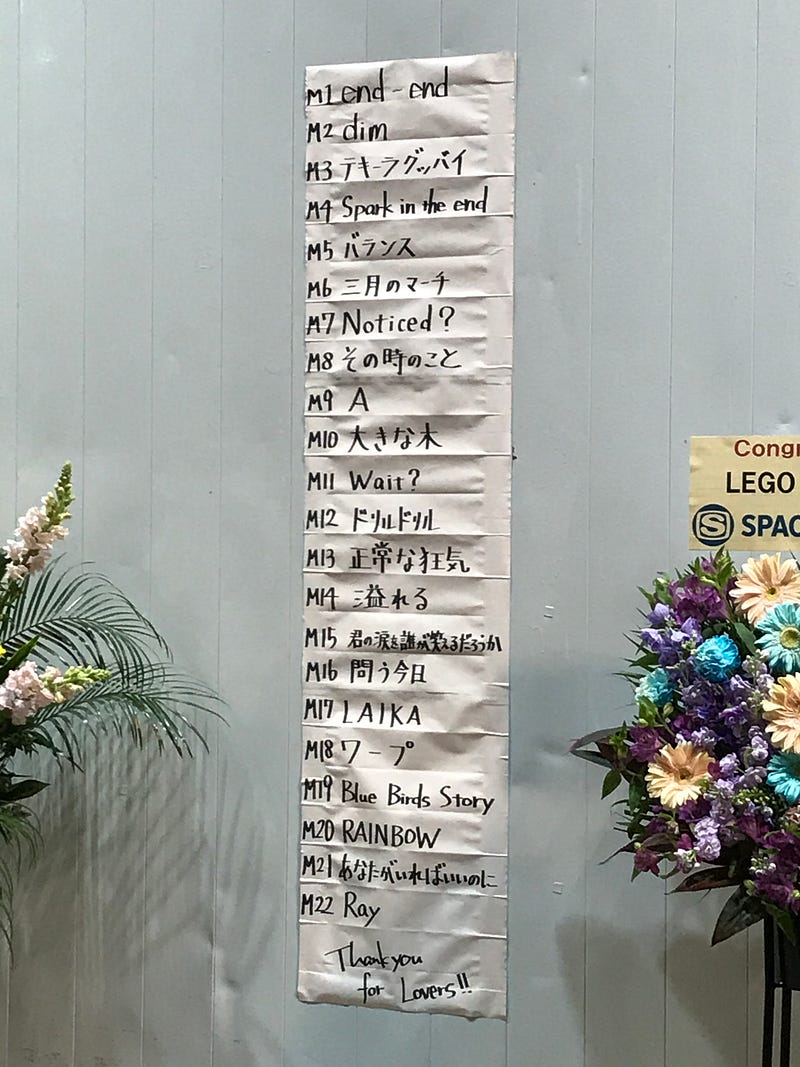 M1 end-end
M2 dim
M3 テキーラグッバイ
M4 Spark in the end
M5 バランス
M6 三月のマーチ
M7 Noticed?
M8 その時のこと
M9 A
M10 大きな木
M11 Wait?
M12 ドリルドリル
M13 正常な狂気
M14 溢れる
M15 君の涙を誰が笑えるだろうか
M16 問う今日
M17 LAIKA
M18 ワープ
M19 Blue Birds Story
M20 RAINBOW
M21 あなたがいればいいのに
M22 Ray
Thank you
for Lovers!!
Congr
LEGO
S SPAC